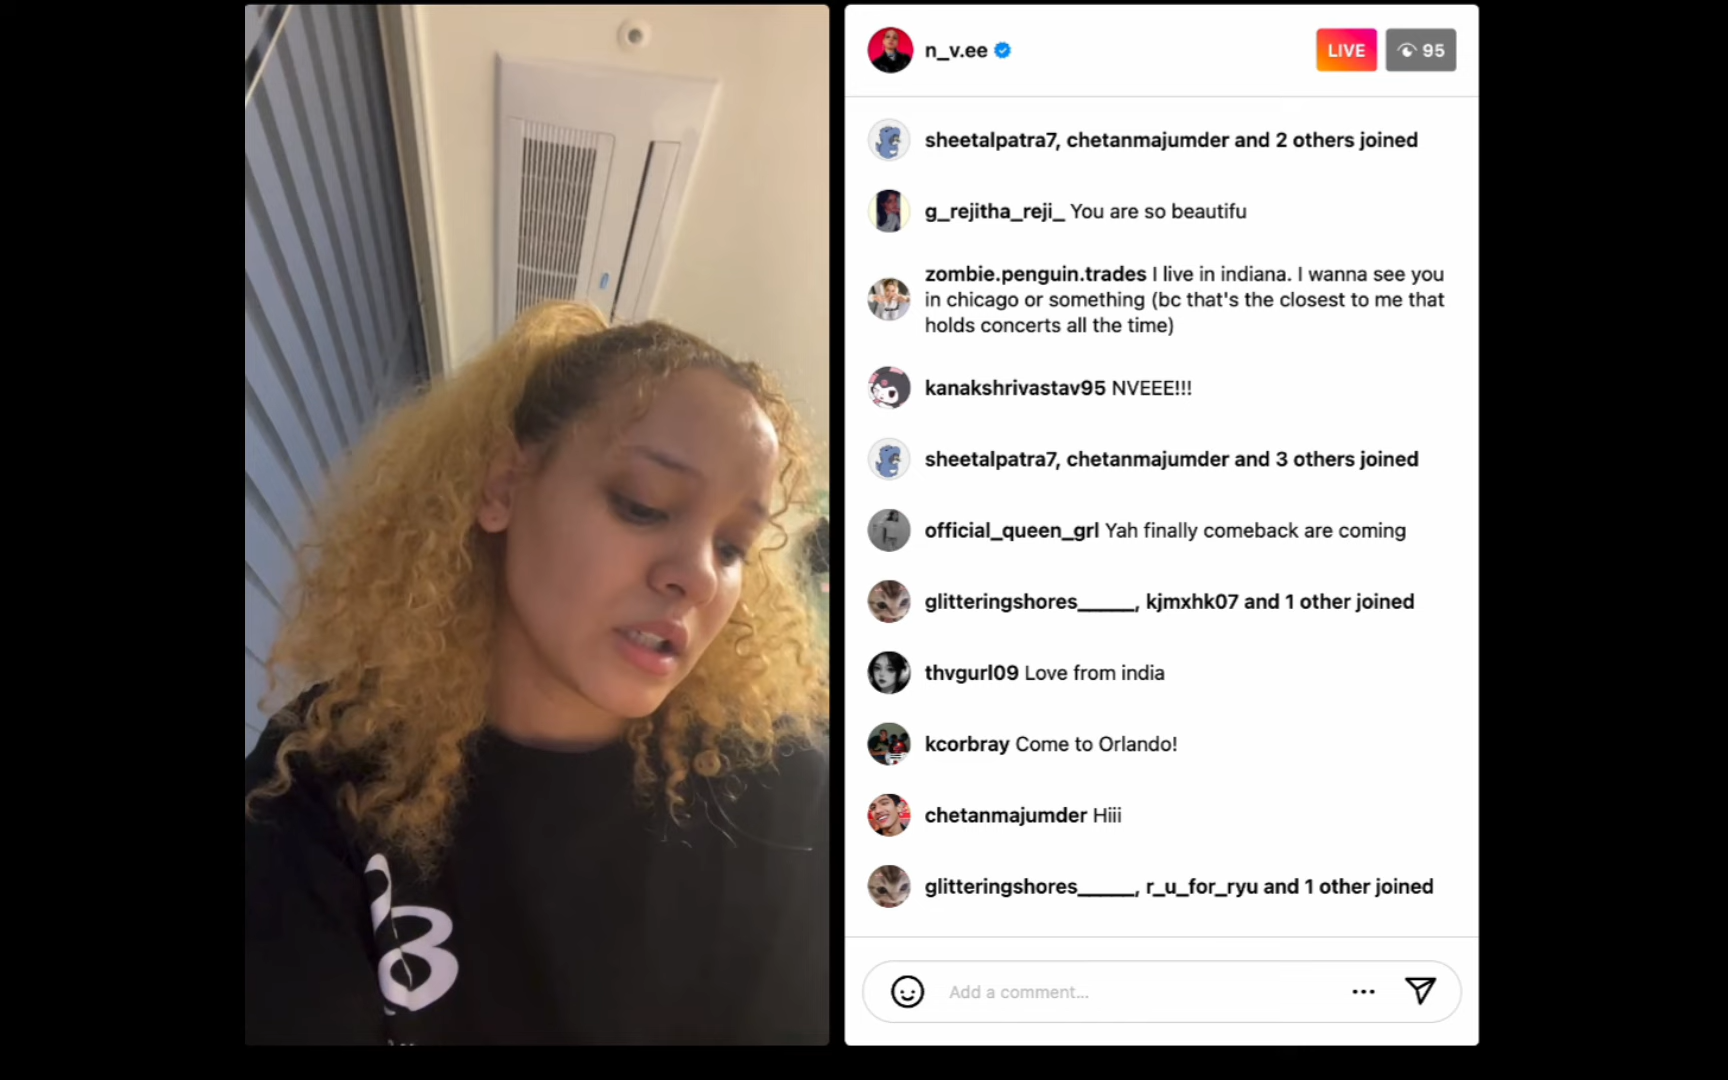 n_v.ee
LIVE
95
sheetalpatra7, chetanmajumder and 2 others joined
g_rejitha_reji_ You are so beautifu
zombie.penguin.trades I live in indiana. I wanna see you
in chicago or something (bc that's the closest to me that
holds concerts all the time)
kanakshrivastav95 NVEEE!!!
sheetalpatra7, chetanmajumder and 3 others joined
official_queen_grl Yah finally comeback are coming
glitteringshores_____, kjmxhk07 and 1 other joined
thvgurl09 Love from india
kcorbray Come to Orlando!
chetanmajumder Hiii
glitteringshores_____, r_u_for_ryu and 1 other joined
Add a comment...